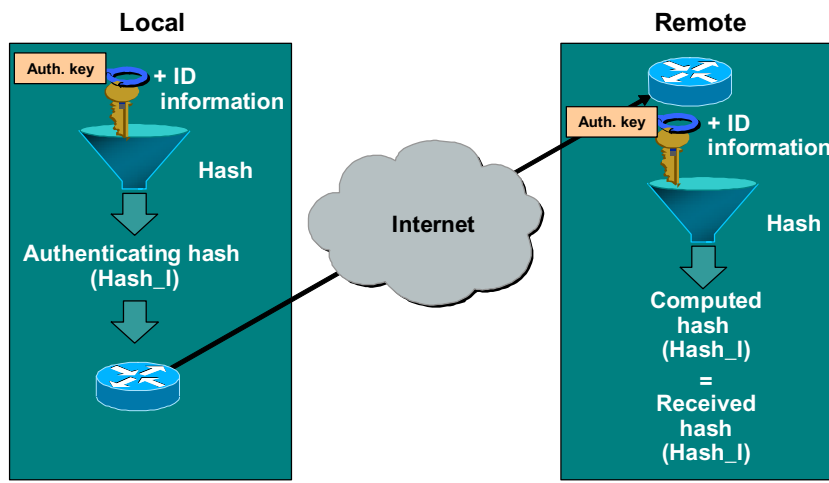 Local
Auth. key
+ ID
information
Hash
Authenticating hash
(Hash_I)
Internet
Remote
Auth. key
+ ID
information
Hash
Computed
hash
(Hash_I)
=
Received
hash
(Hash_I)